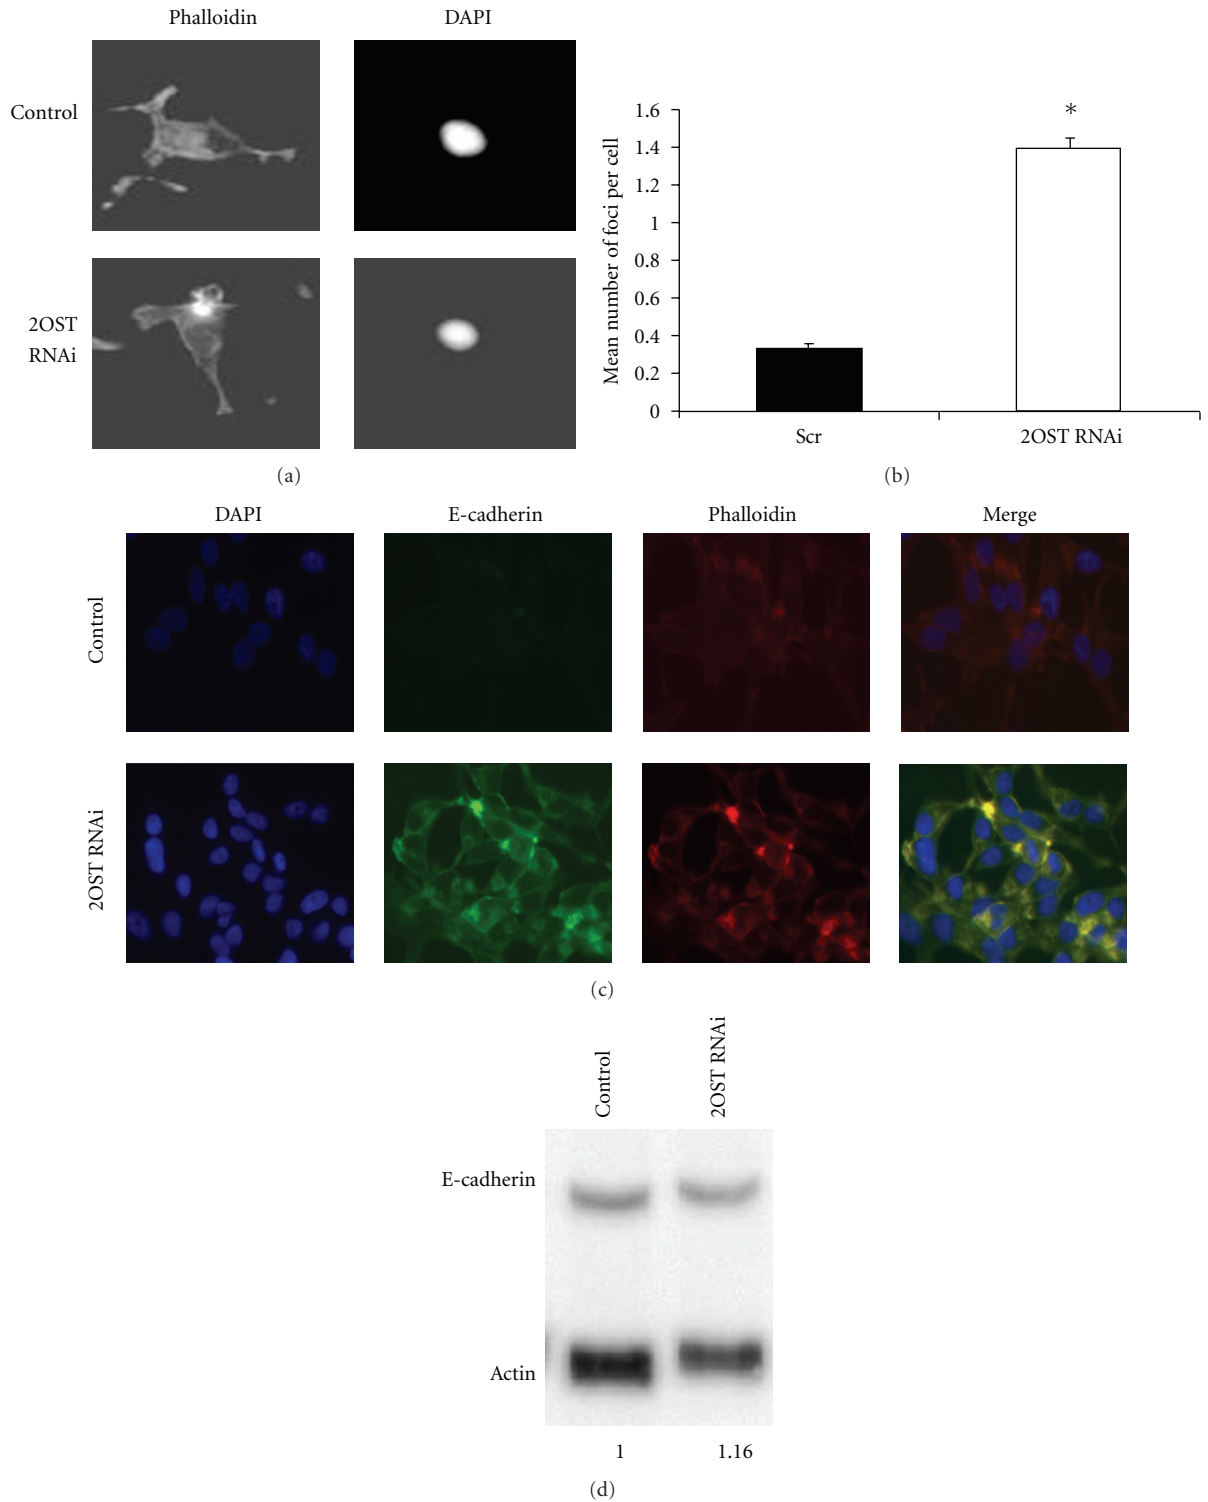 Phalloidin
DAPI
Control
2OST
RNAi
(a)
Mean number of foci per cell
1.6
1.4
1.2
1
0.8
0.6
0.4
0.2
0
*
Scr
2OST RNAi
(b)
DAPI
E-cadherin
Phalloidin
Merge
Control
2OST RNAi
(c)
Control
2OST RNAi
E-cadherin
Actin
1
1.16
(d)